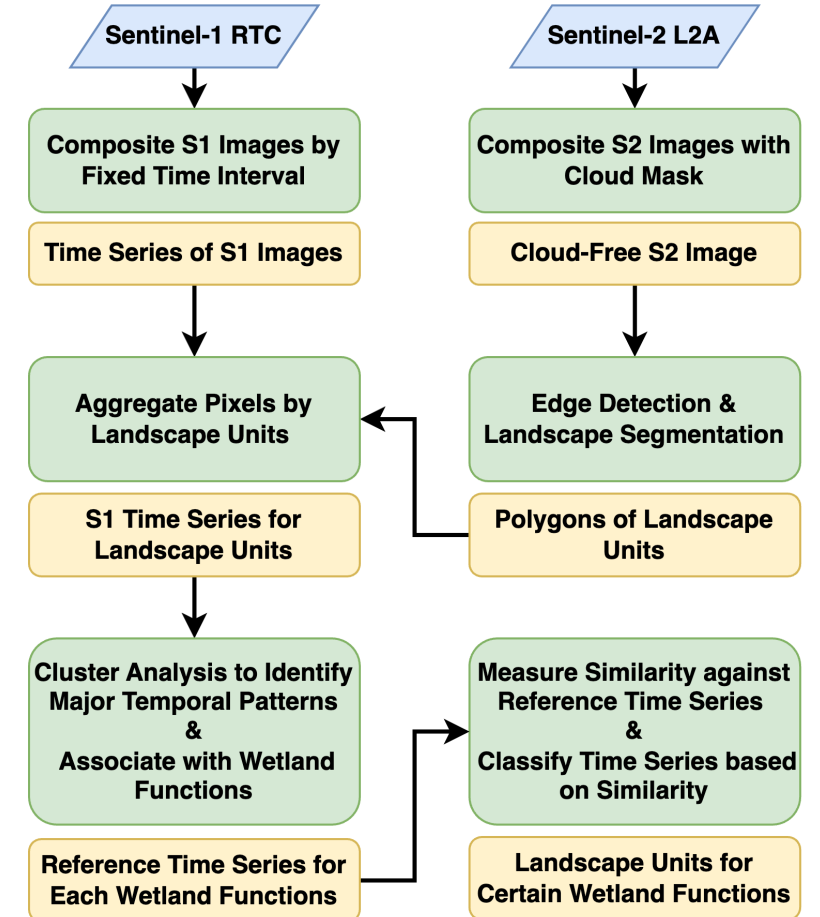 Sentinel-1 RTC
Sentinel-2 L2A
Composite S1 Images by
Fixed Time Interval
Composite S2 Images with
Cloud Mask
Time Series of S1 Images
Cloud-Free S2 Image
Aggregate Pixels by
Landscape Units
Edge Detection &
Landscape Segmentation
S1 Time Series for
Landscape Units
Polygons of Landscape
Units
Cluster Analysis to Identify
Major Temporal Patterns
&
Associate with Wetland
Functions
Measure Similarity against
Reference Time Series
&
Classify Time Series based
on Similarity
Reference Time Series for
Each Wetland Functions
Landscape Units for
Certain Wetland Functions